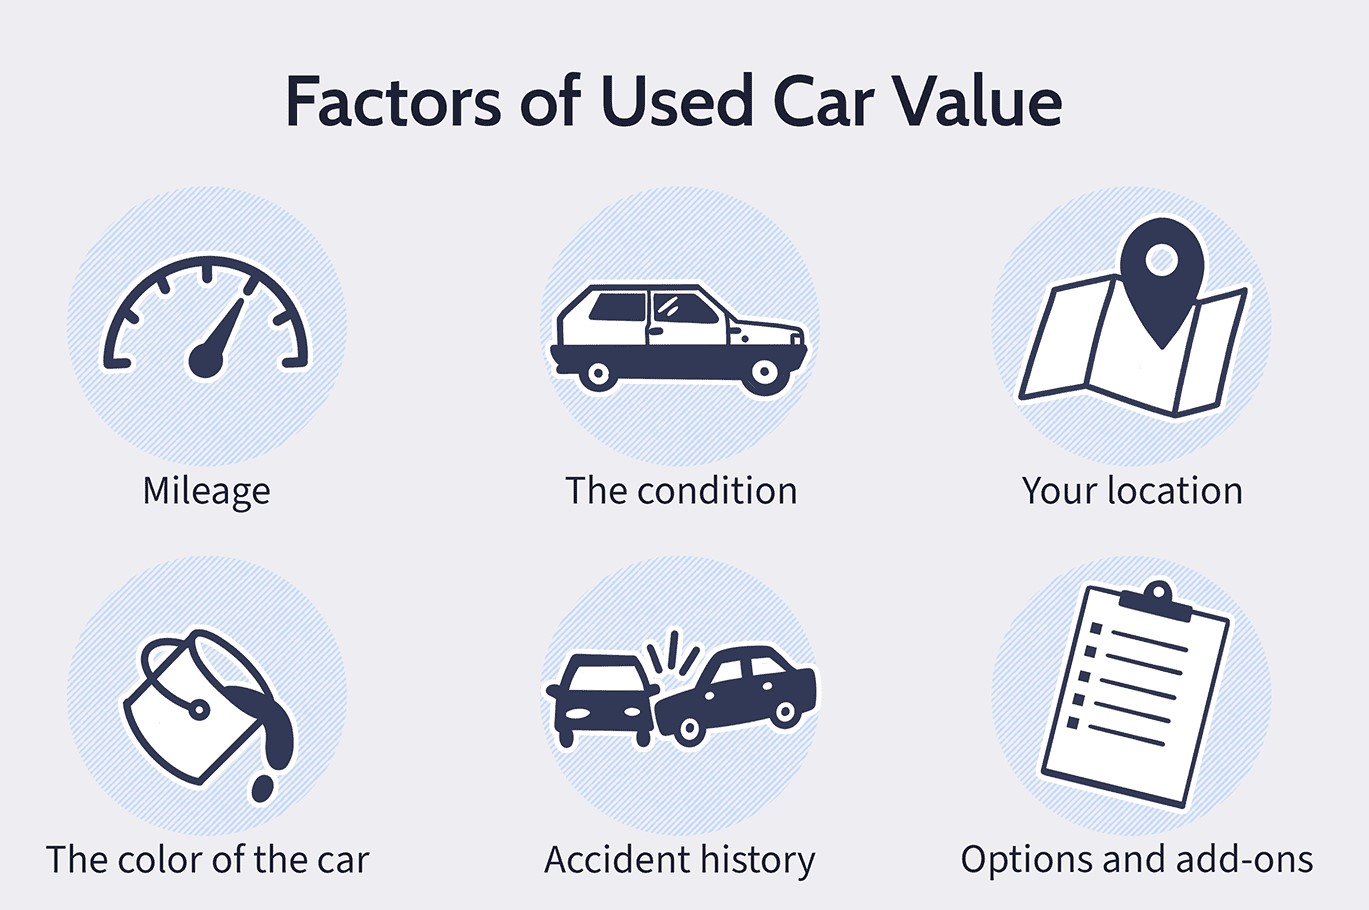 Factors of Used Car Value
Mileage
The condition
Your location
The color of the car
Accident history
Options and add-ons